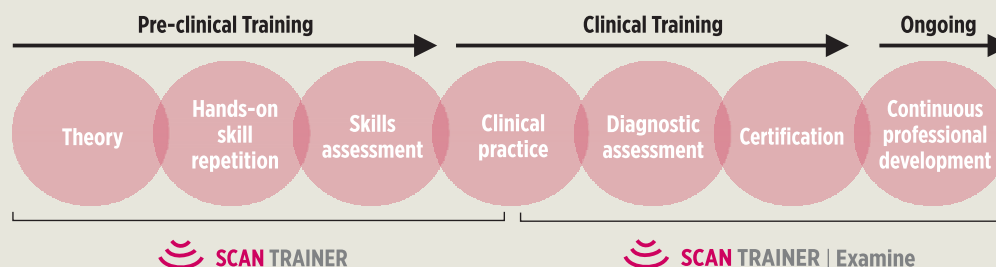 Pre-clinical Training
Clinical Training
Ongoing
Theory
Hands-on
skill
repetition
Skills
assessment
Clinical
practice
Diagnostic
assessment
Certification
Continuous
professional
development
SCAN TRAINER
SCAN TRAINER | Examine